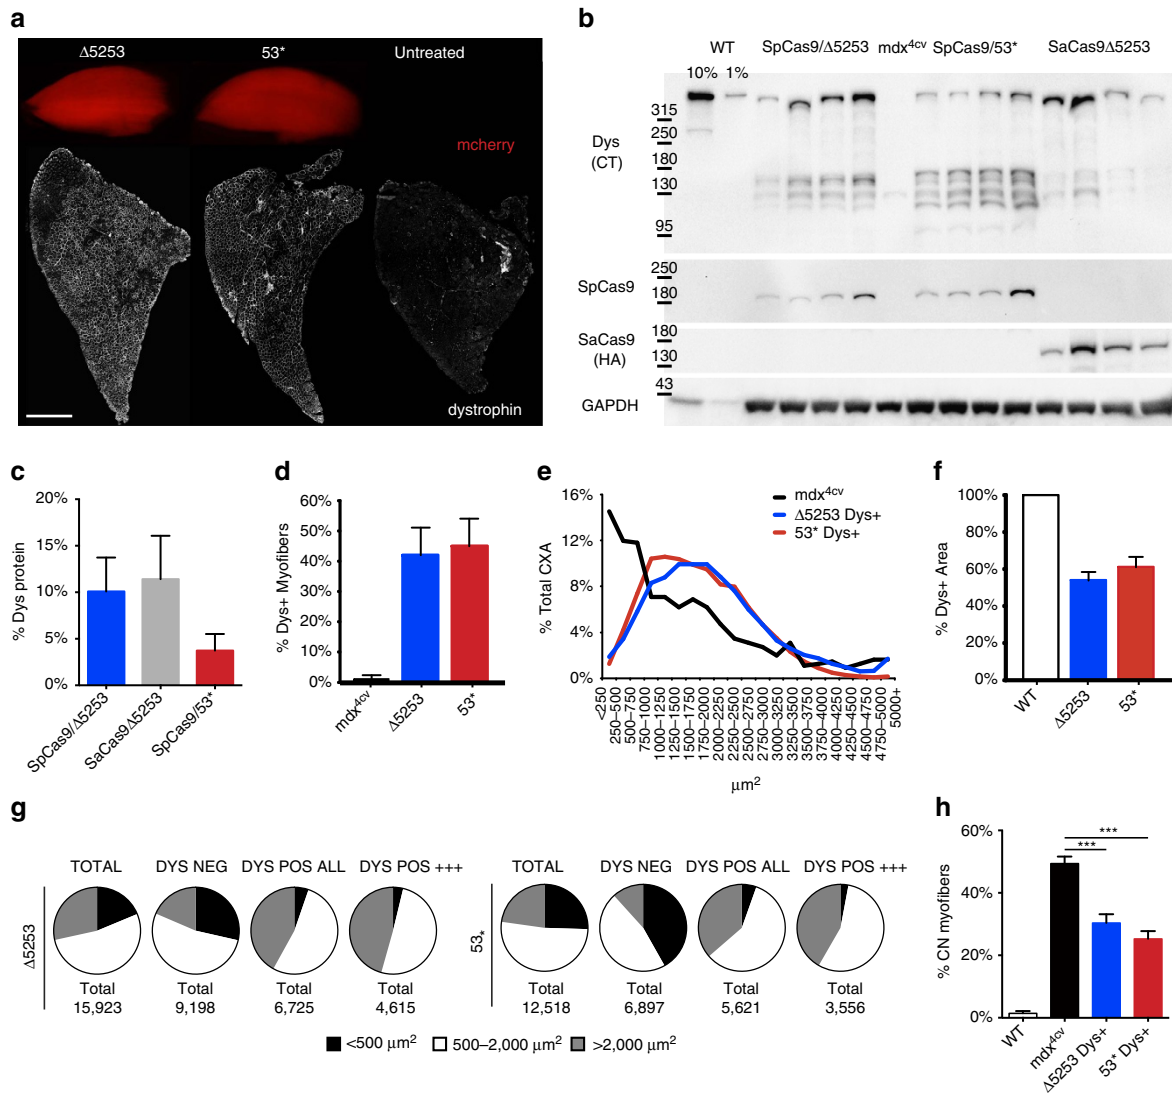 a
Δ5253
53*
Untreated
mcherry
dystrophin
b
WT
SpCas9/Δ5253
mdx4cv
SpCas9/53*
SaCas9Δ5253
10%
1%
Dys
(CT)
315
250
180
130
95
SpCas9
250
180
SaCas9
(HA)
180
130
GAPDH
43
c
% Dys protein
20%
15%
10%
5%
0%
SpCas9/Δ5253
SaCas9Δ5253
SpCas9/53*
d
% Dys+ Myofibers
60%
50%
40%
30%
20%
10%
0%
mdx4cv
Δ5253
53*
e
% Total CXA
16%
12%
8%
4%
0%
mdx4cv
Δ5253 Dys+
53* Dys+
<250
250–500
500–750
750–1000
1000–1250
1250–1500
1500–1750
1750–2000
2000–2250
2250–2500
2500–2750
2750–3000
3000–3250
3250–3500
3500–3750
3750–4000
4000–4250
4250–4500
4500–4750
4750–5000
5000+
μm2
f
% Dys+ Area
100%
80%
60%
40%
20%
0%
WT
Δ5253
53*
g
Δ5253
TOTAL
DYS NEG
DYS POS ALL
DYS POS +++
Total
15,923
Total
9,198
Total
6,725
Total
4,615
53*
TOTAL
DYS NEG
DYS POS ALL
DYS POS +++
Total
12,518
Total
6,897
Total
5,621
Total
3,556
<500 μm2
500–2,000 μm2
>2,000 μm2
h
% CN myofibers
60%
40%
20%
0%
***
***
WT
mdx4cv
Δ5253 Dys+
53* Dys+